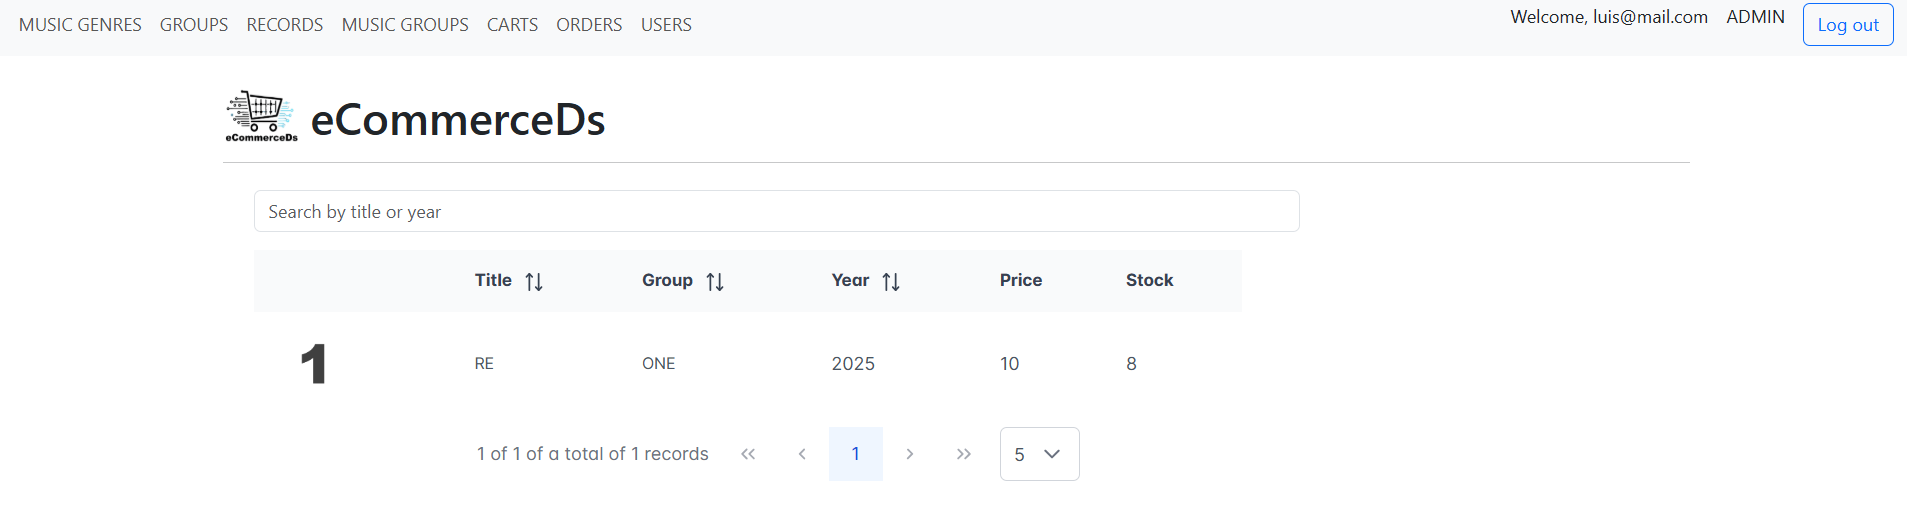 MUSIC GENRES GROUPS RECORDS MUSIC GROUPS CARTS ORDERS USERS Welcome, luis@mail.com ADMIN Log out
eCommerceDs eCommerceDs
Search by title or year
Title Group Year Price Stock
1 RE ONE 2025 10 8
1 of 1 of a total of 1 records « ‹ 1 › » 5